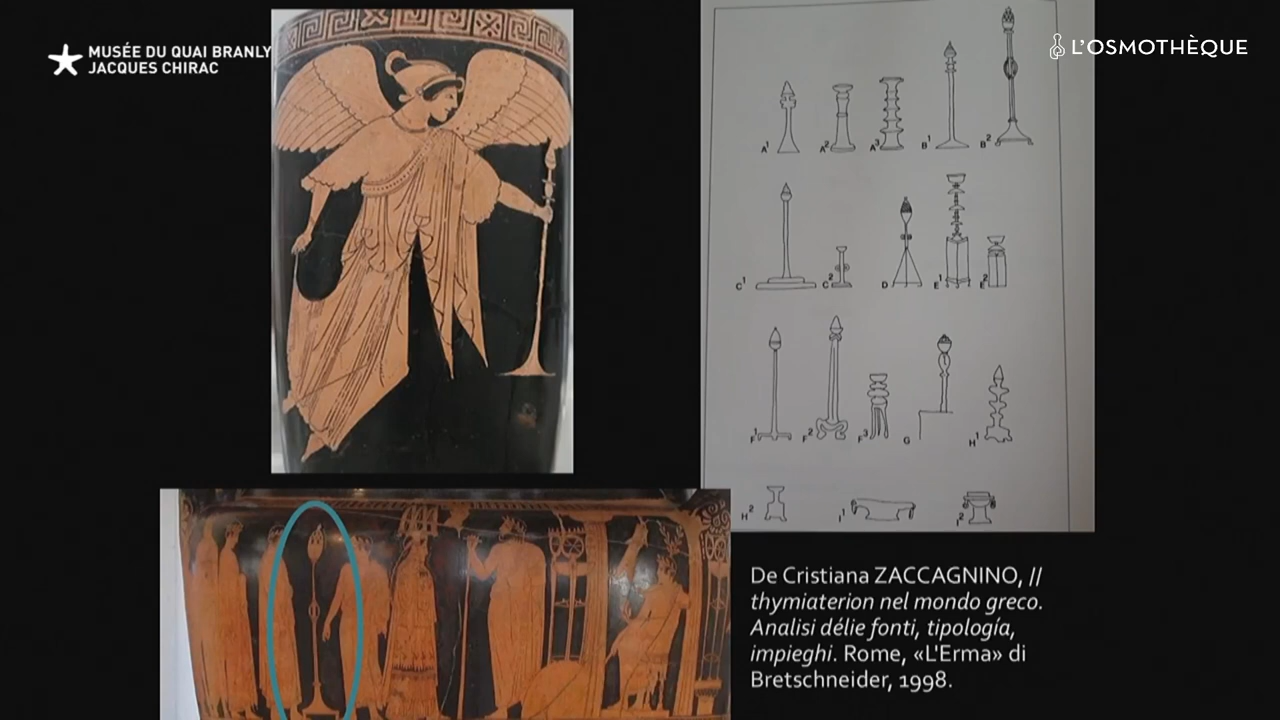 MUSÉE DU QUAI BRANLY
JACQUES CHIRAC
L'OSMOTHÈQUE
A1 A2 A3 B1 B2
C1 C2 D E1 E2
F1 F2 F3 G H1
H2 I1 I2
De Cristiana ZACCAGNINO, //
thymiaterion nel mondo greco.
Analisi délie fonti, tipología,
impieghi. Rome, «L'Erma» di
Bretschneider, 1998.